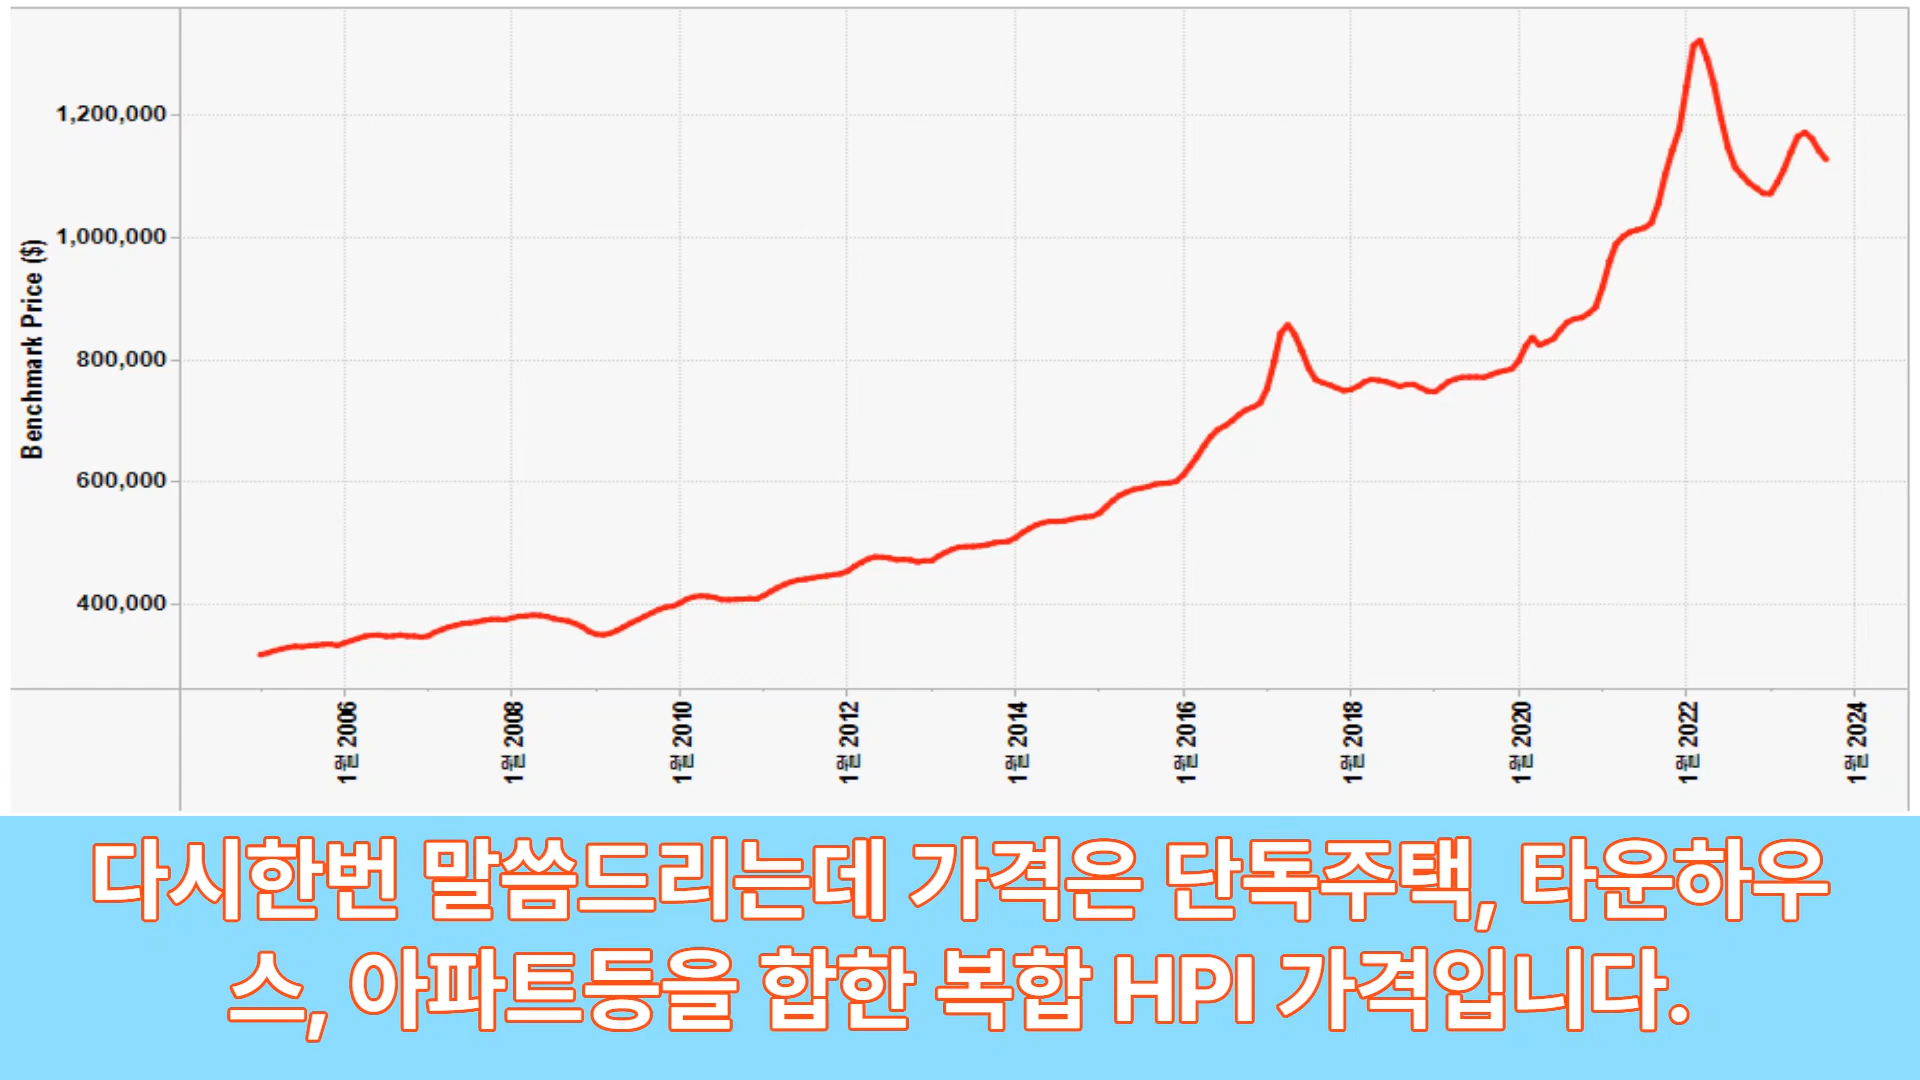 1,200,000
1,000,000
800,000
600,000
400,000
Benchmark Price ($)
1월 2006
1월 2008
1월 2010
1월 2012
1월 2014
1월 2016
1월 2018
1월 2020
1월 2022
1월 2024
다시한번 말씀드리는데 가격은 단독주택, 타운하우
스, 아파트등을 합한 복합 HPI 가격입니다.